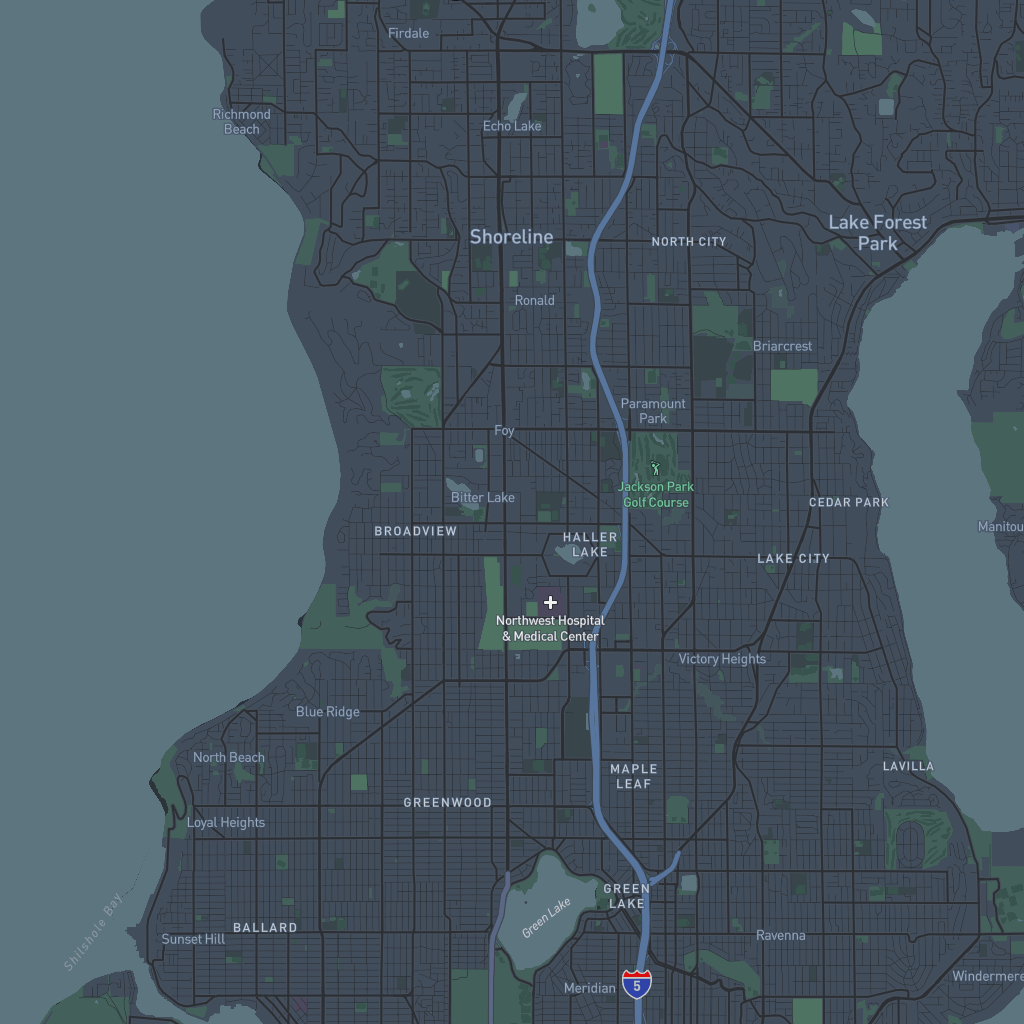 Firdale
Richmond
Beach
Echo Lake
Lake Forest
Park
Shoreline
NORTH CITY
Ronald
Briarcrest
Paramount
Park
Foy
Jackson Park
Golf Course
Bitter Lake
CEDAR PARK
Manitou
BROADVIEW
HALLER
LAKE
LAKE CITY
Northwest Hospital
& Medical Center
Victory Heights
Blue Ridge
North Beach
MAPLE
LEAF
LAVILLA
GREENWOOD
Loyal Heights
GREEN
LAKE
Green Lake
Shilshole Bay
BALLARD
Sunset Hill
Ravenna
Windermere
Meridian
5